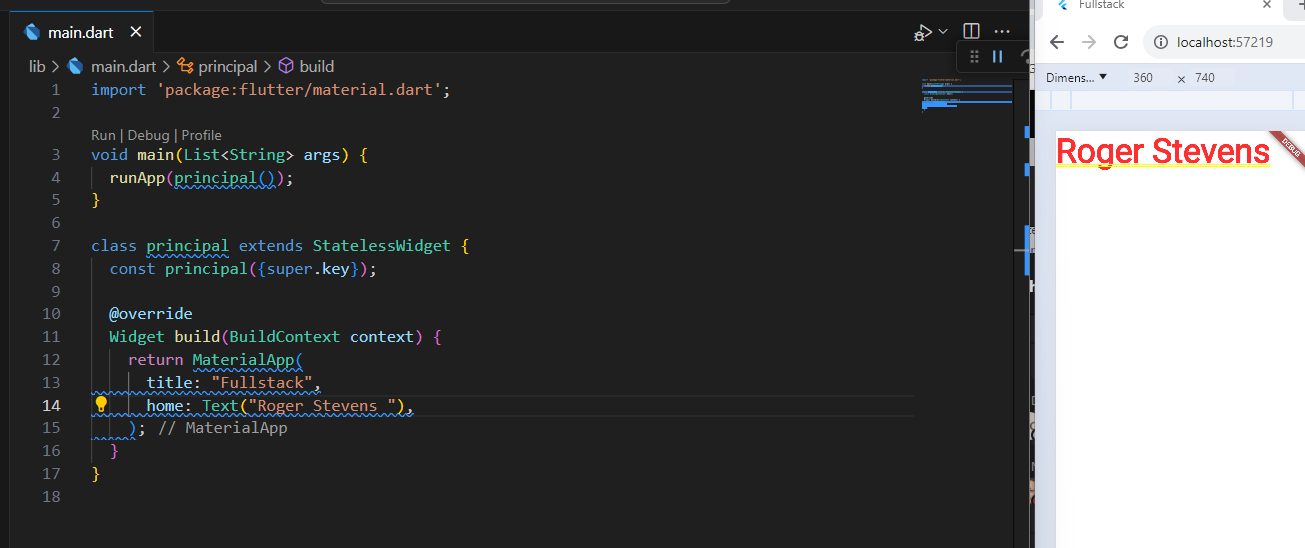 main.dart
lib > main.dart > principal > build
1 import 'package:flutter/material.dart';
2
Run | Debug | Profile
3 void main(List<String> args) {
4 runApp(principal());
5 }
6
7 class principal extends StatelessWidget {
8 const principal({super.key});
9
10 @override
11 Widget build(BuildContext context) {
12 return MaterialApp(
13 title: "Fullstack",
14 home: Text("Roger Stevens "),
15 ); // MaterialApp
16 }
17 }
18
Fullstack
localhost:57219
Dimens... 360 × 740
Roger Stevens
DEBUG